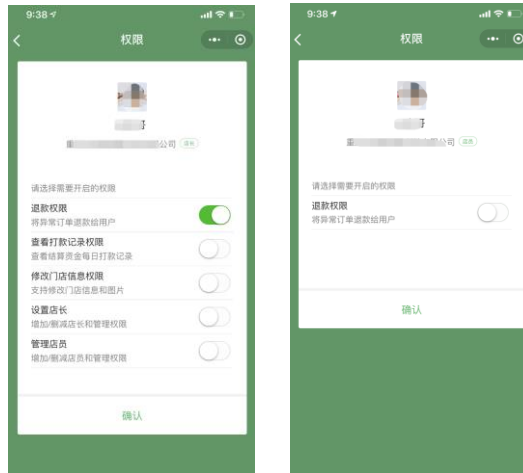 9:38
权限
哥
公司
请选择需要开启的权限
退款权限
将异常订单退款给用户
查看打款记录权限
查看结算资金每日打款记录
修改门店信息权限
支持修改门店信息和图片
设置店长
增加/删减店长和管理权限
管理店员
增加/删减店员和管理权限
确认
9:38
权限
哥
公司
请选择需要开启的权限
退款权限
将异常订单退款给用户
确认